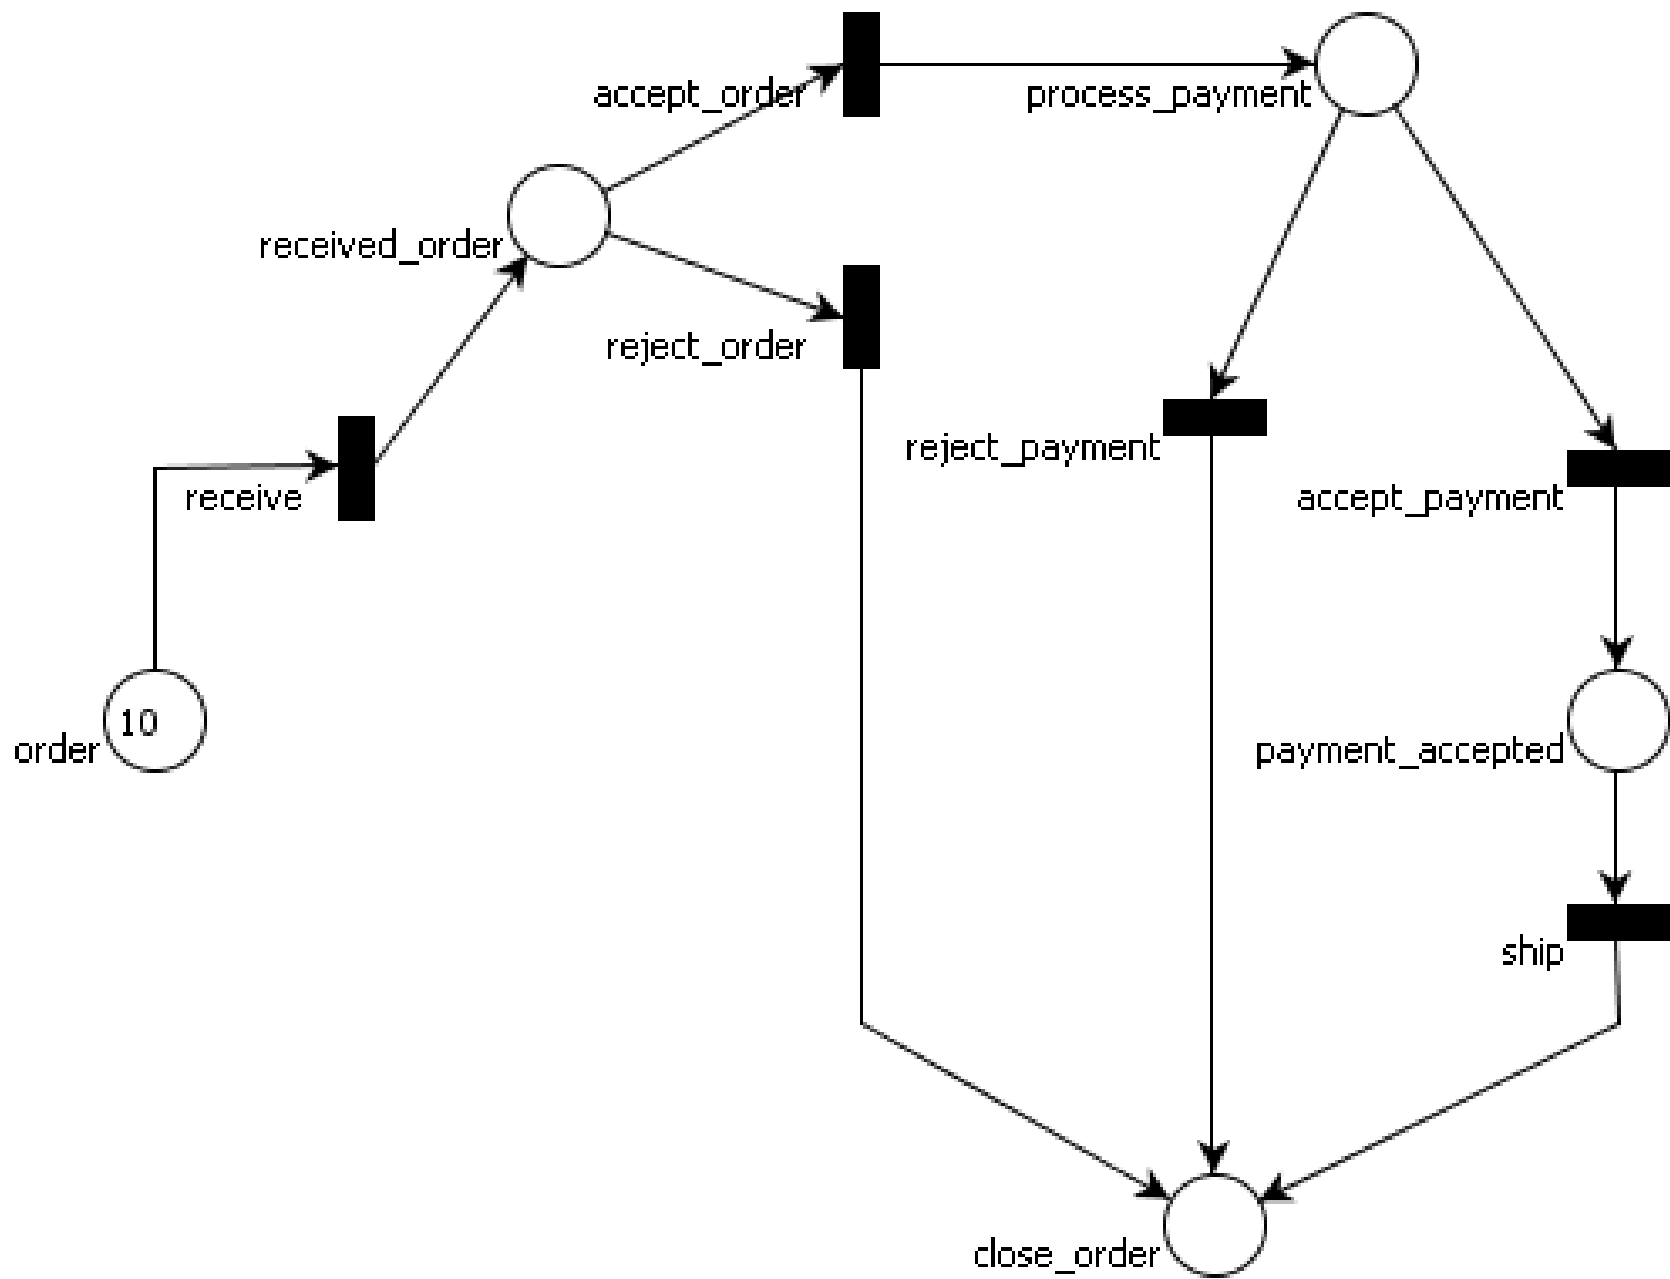 accept_order
process_payment
received_order
reject_order
reject_payment
receive
accept_payment
10
order
payment_accepted
ship
close_order